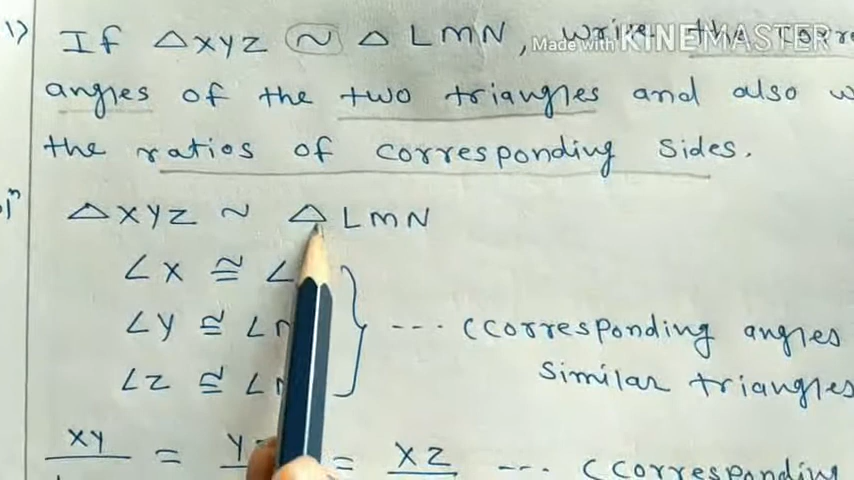 1) If △XYZ ~ △LMN, write the
angles of the two triangles and also
the ratios of corresponding sides.
△XYZ ~ △LMN
∠X ≅ ∠
∠Y ≅ ∠
∠Z ≅ ∠
--- (corresponding angles
similar triangles
XY = = XZ --- (corresponding
Made with KINEMASTER